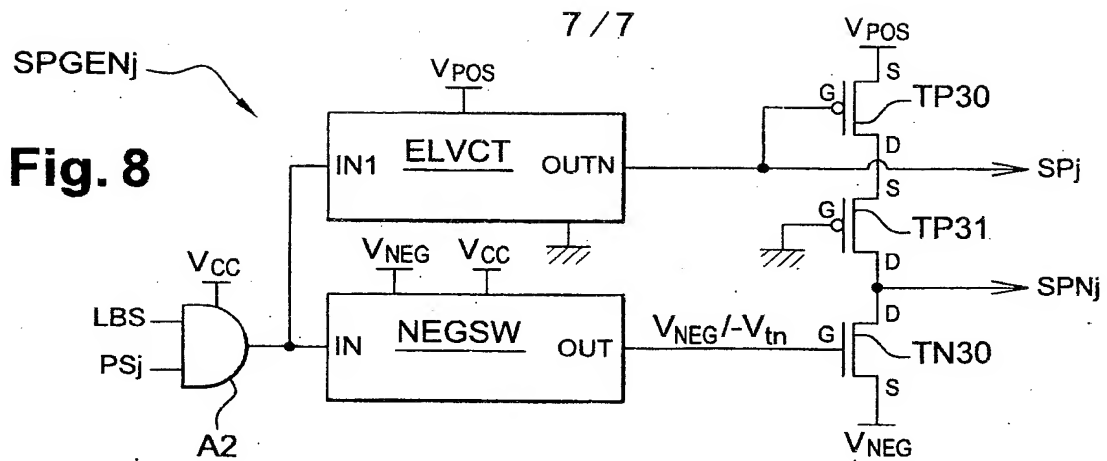 7/7
SPGENj
Fig. 8
VPOS
IN1 ELVCT OUTN
VPOS
S
G
TP30
D
SPj
S
G
TP31
D
SPNj
VCC
LBS
PSj
A2
VNEG VCC
IN NEGSW OUT
VNEG/-Vtn
D
G
TN30
S
VNEG